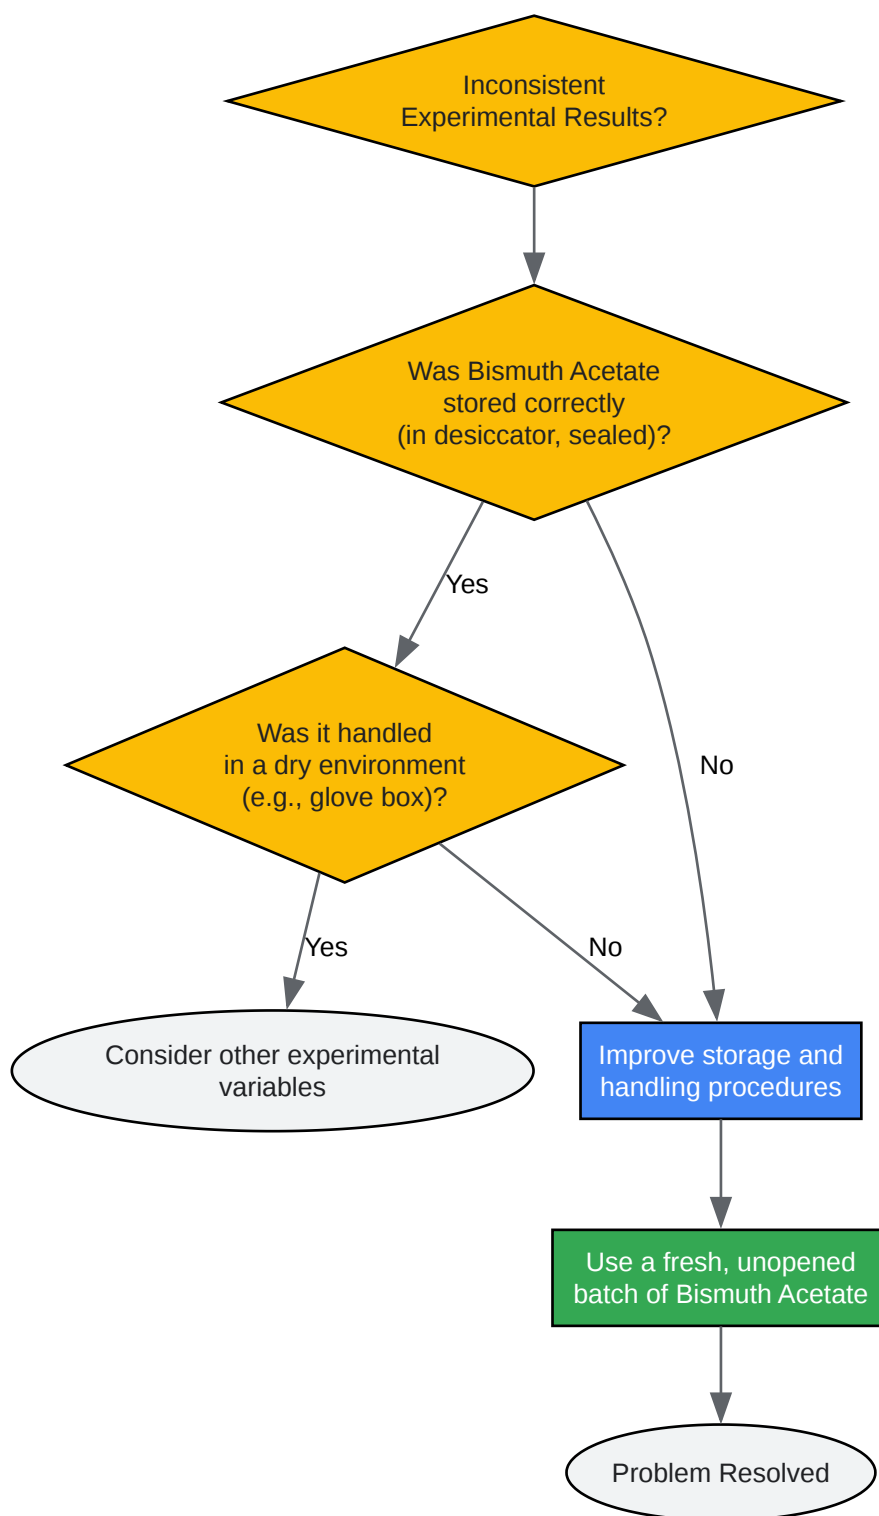 Inconsistent
Experimental Results?
Was Bismuth Acetate
stored correctly
(in desiccator, sealed)?
Yes
No
Was it handled
in a dry environment
(e.g., glove box)?
Yes
No
Consider other experimental
variables
Improve storage and
handling procedures
Use a fresh, unopened
batch of Bismuth Acetate
Problem Resolved